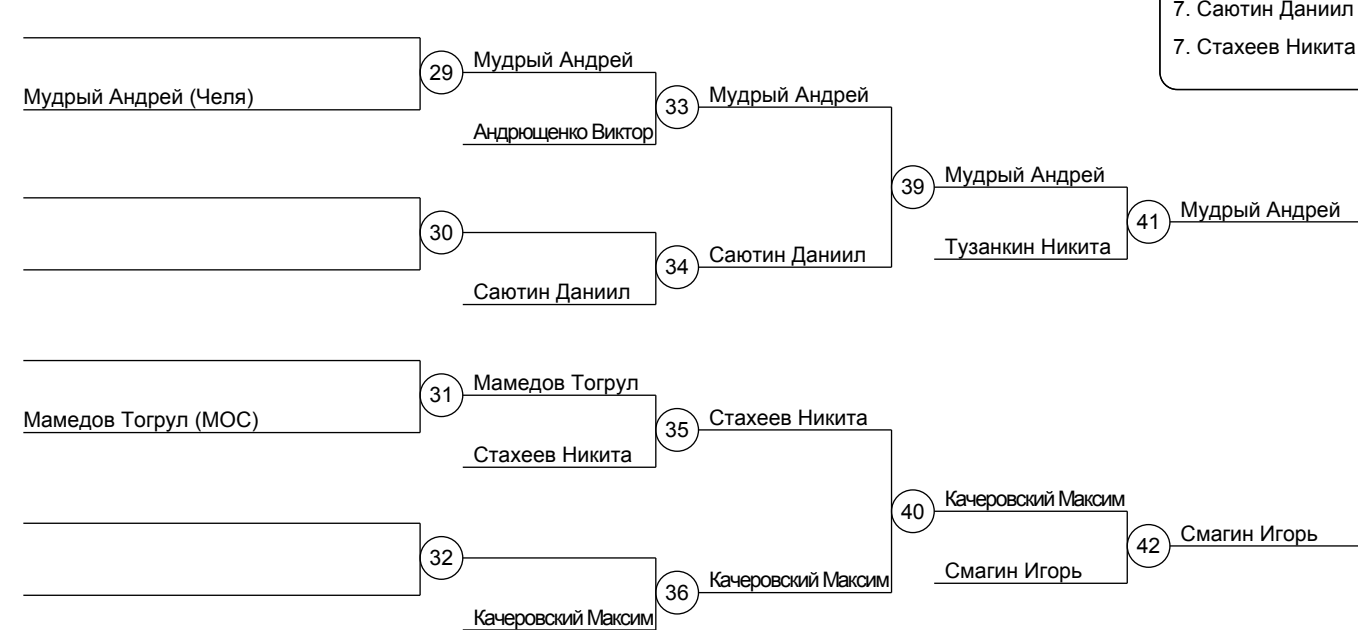 7. Саютин Даниил
7. Стахеев Никита
29
Мудрый Андрей
Мудрый Андрей (Челя)
33
Мудрый Андрей
Андрющенко Виктор
39
Мудрый Андрей
41
Мудрый Андрей
30
Саютин Даниил
34
Саютин Даниил
Тузанкин Никита
31
Мамедов Тогрул
Мамедов Тогрул (МОС)
35
Стахеев Никита
Стахеев Никита
40
Качеровский Максим
42
Смагин Игорь
32
Качеровский Максим
36
Качеровский Максим
Смагин Игорь